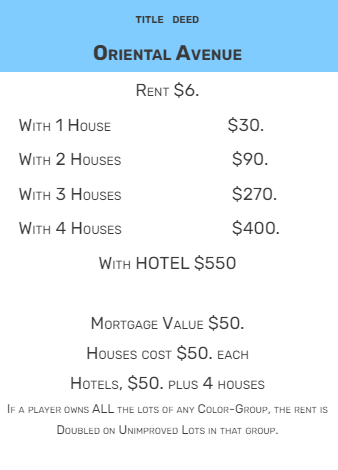 TITLE DEED
ORIENTAL AVENUE
RENT $6.
WITH 1 HOUSE $30.
WITH 2 HOUSES $90.
WITH 3 HOUSES $270.
WITH 4 HOUSES $400.
WITH HOTEL $550
MORTGAGE VALUE $50.
HOUSES COST $50. EACH
HOTELS, $50. PLUS 4 HOUSES
IF A PLAYER OWNS ALL THE LOTS OF ANY COLOR-GROUP, THE RENT IS
DOUBLED ON UNIMPROVED LOTS IN THAT GROUP.